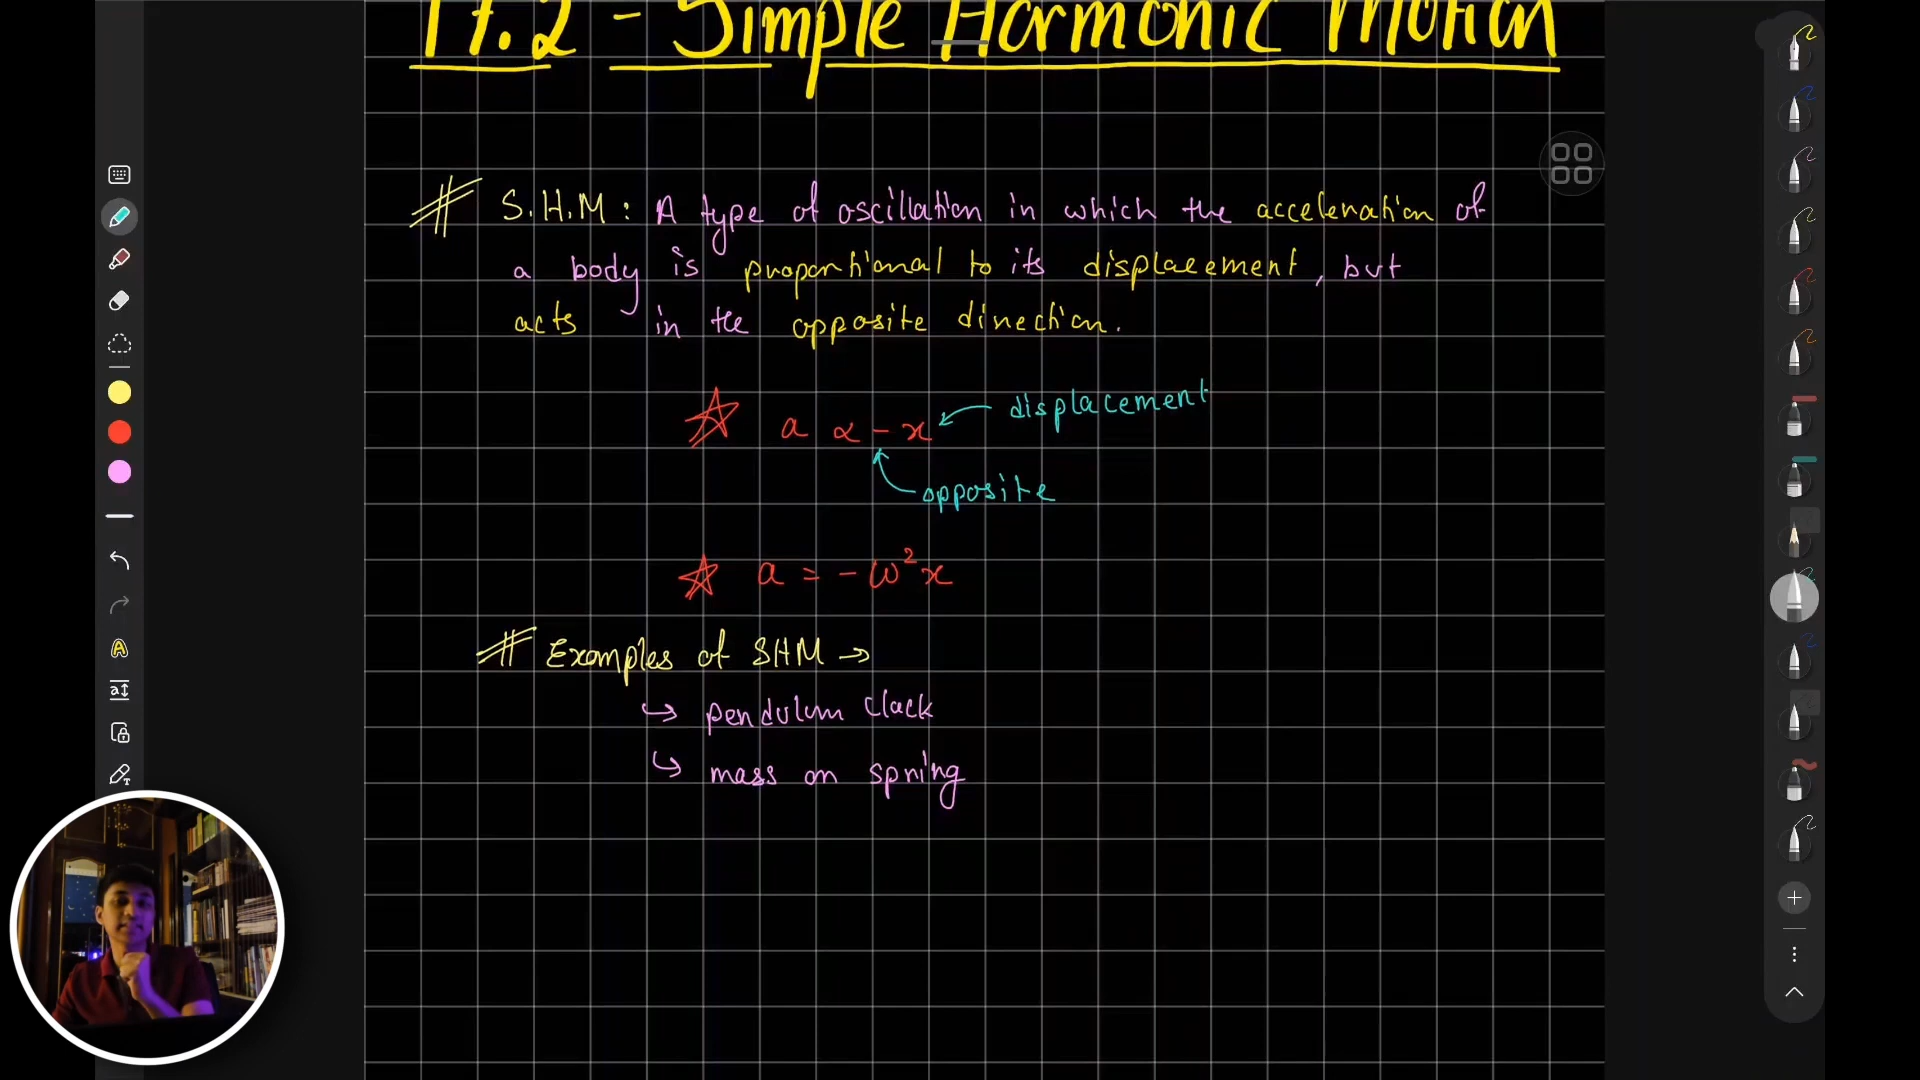 17.2 - Simple Harmonic Motion
# S.H.M : A type of oscillation in which the acceleration of
a body is proportional to its displacement, but
acts in the opposite direction.
a ∝ - x
displacement
opposite
a = - ω²x
# Examples of SHM →
↪ pendulum clock
↪ mass on spring